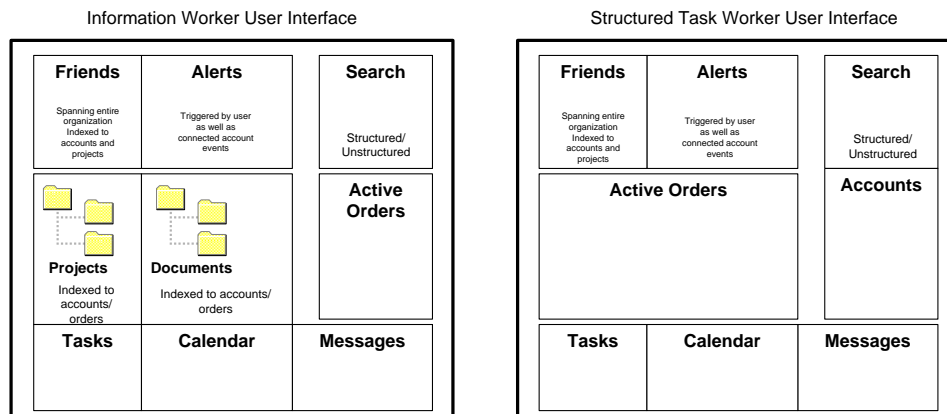 Information Worker User Interface
Friends
Spanning entire
organization
Indexed to
accounts and
projects
Alerts
Triggered by user
as well as
connected account
events
Search
Structured/
Unstructured
Projects
Indexed to
accounts/
orders
Documents
Indexed to accounts/
orders
Active
Orders
Tasks
Calendar
Messages
Structured Task Worker User Interface
Friends
Spanning entire
organization
Indexed to
accounts and
projects
Alerts
Triggered by user
as well as
connected account
events
Search
Structured/
Unstructured
Active Orders
Accounts
Tasks
Calendar
Messages